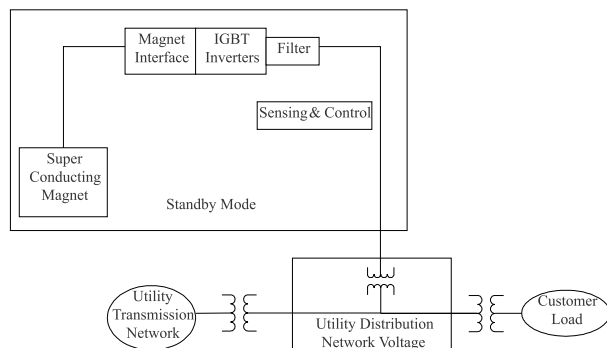 Magnet
Interface
IGBT
Inverters
Filter
Sensing & Control
Super
Conducting
Magnet
Standby Mode
Utility
Transmission
Network
Utility Distribution
Network Voltage
Customer
Load